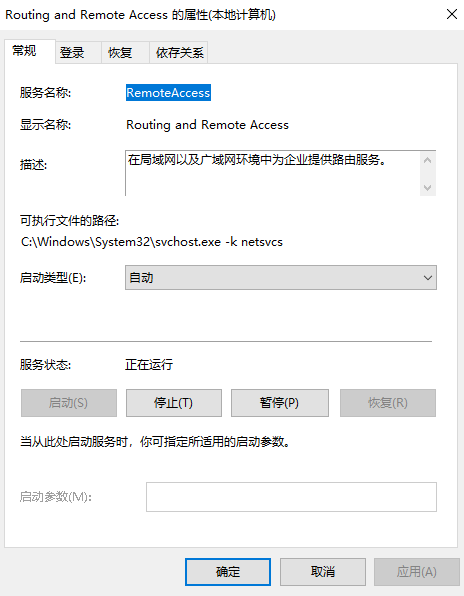 Routing and Remote Access 的属性(本地计算机)
常规 登录 恢复 依存关系
服务名称: RemoteAccess
显示名称: Routing and Remote Access
描述: 在局域网以及广域网环境中为企业提供路由服务。
可执行文件的路径:
C:\Windows\System32\svchost.exe -k netsvcs
启动类型(E): 自动
服务状态: 正在运行
启动(S) 停止(T) 暂停(P) 恢复(R)
当从此处启动服务时，你可指定所适用的启动参数。
启动参数(M):
确定 取消 应用(A)